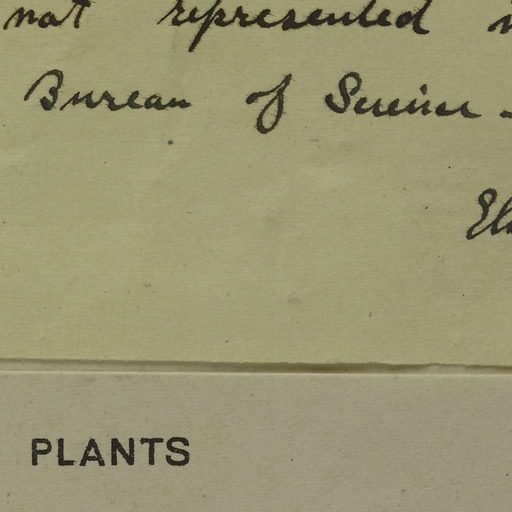 not represented
Bureau of Science -
PLANTS